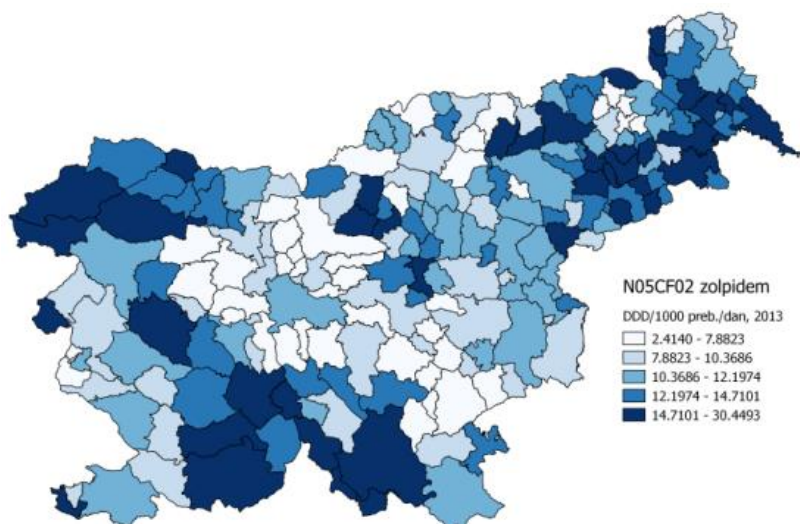 N05CF02 zolpidem
DDD/1000 preb./dan, 2013
2.4140 - 7.8823
7.8823 - 10.3686
10.3686 - 12.1974
12.1974 - 14.7101
14.7101 - 30.4493